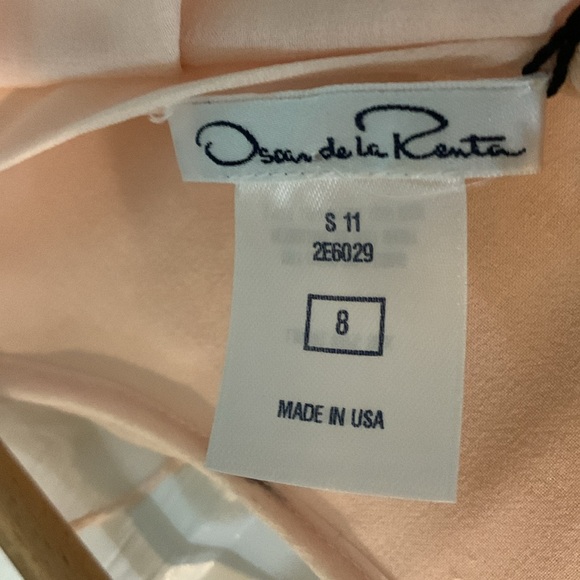 Oscar de la Renta
S 11
2E6029
8
MADE IN USA